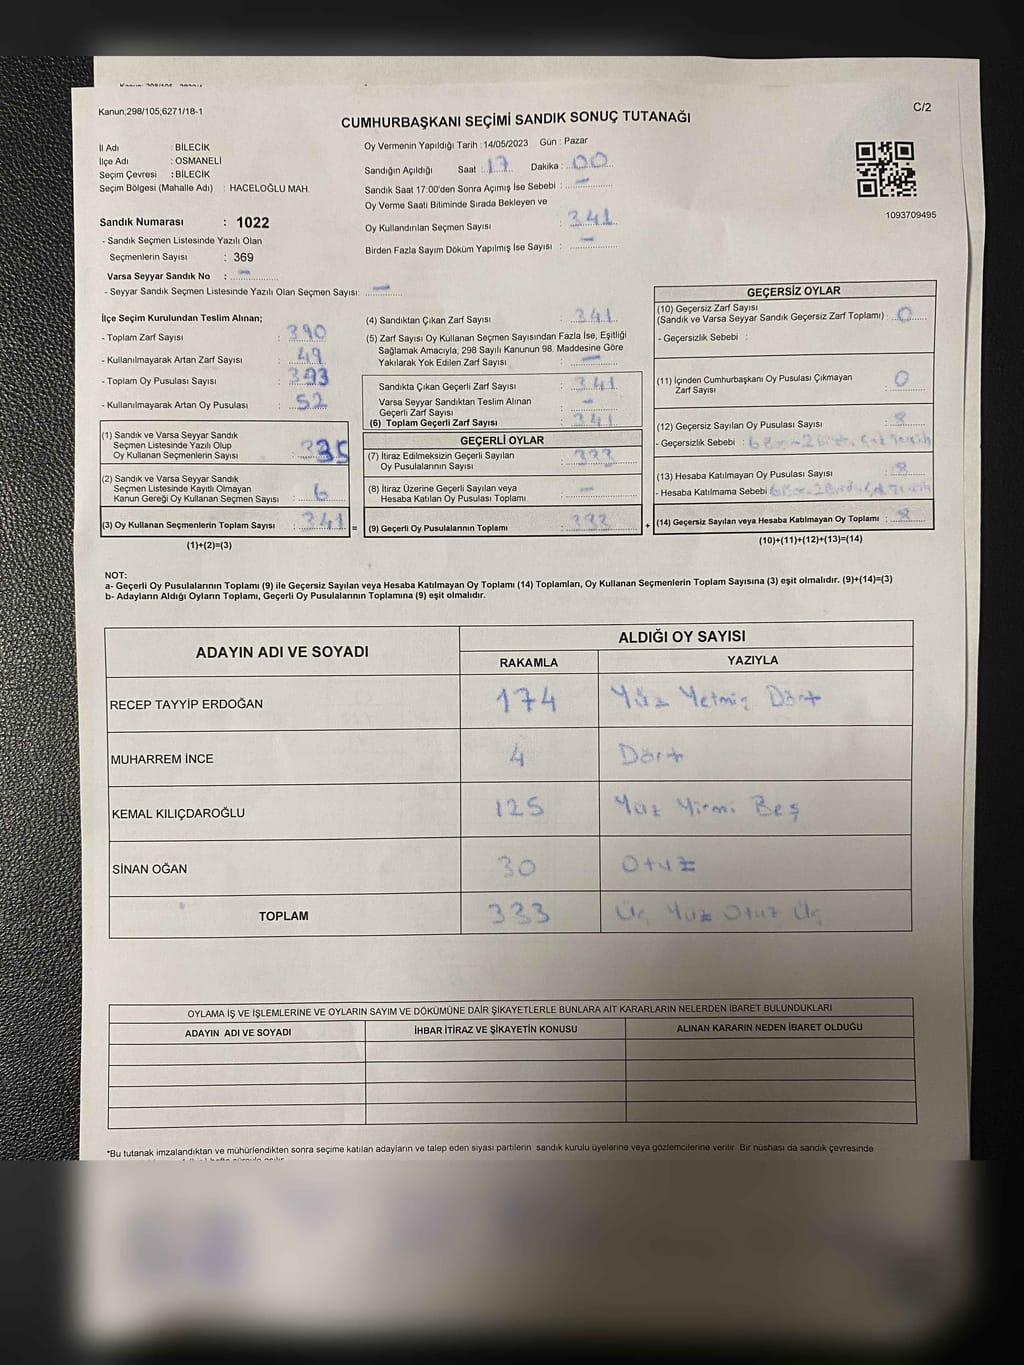 Kanun;298/105;6271/18-1
C/2
CUMHURBAŞKANI SEÇİMİ SANDIK SONUÇ TUTANAĞI
İl Adı : BİLECİK
İlçe Adı : OSMANELİ
Seçim Çevresi : BİLECİK
Seçim Bölgesi (Mahalle Adı) : HACELOĞLU MAH.
Sandık Numarası : 1022
- Sandık Seçmen Listesinde Yazılı Olan
Seçmenlerin Sayısı : 369
Varsa Seyyar Sandık No : -
- Seyyar Sandık Seçmen Listesinde Yazılı Olan Seçmen Sayısı: -
Oy Vermenin Yapıldığı Tarih : 14/05/2023 Gün : Pazar
Sandığın Açıldığı Saat : 17 Dakika : 00
Sandık Saat 17:00'den Sonra Açımış İse Sebebi : -
Oy Verme Saati Bitiminde Sırada Bekleyen ve
Oy Kullandırılan Seçmen Sayısı : 341
Birden Fazla Sayım Döküm Yapılmış İse Sayısı : -
1093709495
İlçe Seçim Kurulundan Teslim Alınan;
- Toplam Zarf Sayısı : 390
- Kullanılmayarak Artan Zarf Sayısı : 49
- Toplam Oy Pusulası Sayısı : 393
- Kullanılmayarak Artan Oy Pusulası : 52
(1) Sandık ve Varsa Seyyar Sandık
Seçmen Listesinde Yazılı Olup
Oy Kullanan Seçmenlerin Sayısı : 335
(2) Sandık ve Varsa Seyyar Sandık
Seçmen Listesinde Kayıtlı Olmayan
Kanun Gereği Oy Kullanan Seçmen Sayısı : 6
(3) Oy Kullanan Seçmenlerin Toplam Sayısı : 341 =
(1)+(2)=(3)
(4) Sandıktan Çıkan Zarf Sayısı : 341
(5) Zarf Sayısı Oy Kullanan Seçmen Sayısından Fazla İse, Eşitliği
Sağlamak Amacıyla; 298 Sayılı Kanunun 98. Maddesine Göre
Yakılarak Yok Edilen Zarf Sayısı : -
Sandıkta Çıkan Geçerli Zarf Sayısı : 341
Varsa Seyyar Sandıktan Teslim Alınan
Geçerli Zarf Sayısı : -
(6) Toplam Geçerli Zarf Sayısı : 341
GEÇERLİ OYLAR
(7) İtiraz Edilmeksizin Geçerli Sayılan
Oy Pusulalarının Sayısı : 333
(8) İtiraz Üzerine Geçerli Sayılan veya
Hesaba Katılan Oy Pusulası Toplamı : -
(9) Geçerli Oy Pusulalarının Toplamı : 333 +
GEÇERSİZ OYLAR
(10) Geçersiz Zarf Sayısı
(Sandık ve Varsa Seyyar Sandık Geçersiz Zarf Toplamı) : 0
- Geçersizlik Sebebi :
(11) İçinden Cumhurbaşkanı Oy Pusulası Çıkmayan
Zarf Sayısı : 0
(12) Geçersiz Sayılan Oy Pusulası Sayısı : 8
- Geçersizlik Sebebi :
(13) Hesaba Katılmayan Oy Pusulası Sayısı : 8
- Hesaba Katılmama Sebebi
(14) Geçersiz Sayılan veya Hesaba Katılmayan Oy Toplamı : 8
(10)+(11)+(12)+(13)=(14)
NOT:
a- Geçerli Oy Pusulalarının Toplamı (9) ile Geçersiz Sayılan veya Hesaba Katılmayan Oy Toplamı (14) Toplamları, Oy Kullanan Seçmenlerin Toplam Sayısına (3) eşit olmalıdır. (9)+(14)=(3)
b- Adayların Aldığı Oyların Toplamı, Geçerli Oy Pusulalarının Toplamına (9) eşit olmalıdır.
ADAYIN ADI VE SOYADI
ALDIĞI OY SAYISI
RAKAMLA YAZIYLA
RECEP TAYYİP ERDOĞAN 174 Yüz Yetmiş Dört
MUHARREM İNCE 4 Dört
KEMAL KILIÇDAROĞLU 125 Yüz Yirmi Beş
SİNAN OĞAN 30 Otuz
TOPLAM 333 Üç Yüz Otuz Üç
OYLAMA İŞ VE İŞLEMLERİNE VE OYLARIN SAYIM VE DÖKÜMÜNE DAİR ŞİKAYETLERLE BUNLARA AİT KARARLARIN NELERDEN İBARET BULUNDUKLARI
ADAYIN ADI VE SOYADI İHBAR İTİRAZ VE ŞİKAYETİN KONUSU ALINAN KARARIN NEDEN İBARET OLDUĞU
*Bu tutanak imzalandıktan ve mühürlendikten sonra seçime katılan adayların ve talep eden siyasi partilerin sandık kurulu üyelerine veya gözlemcilerine verilir. Bir nüshası da sandık çevresinde